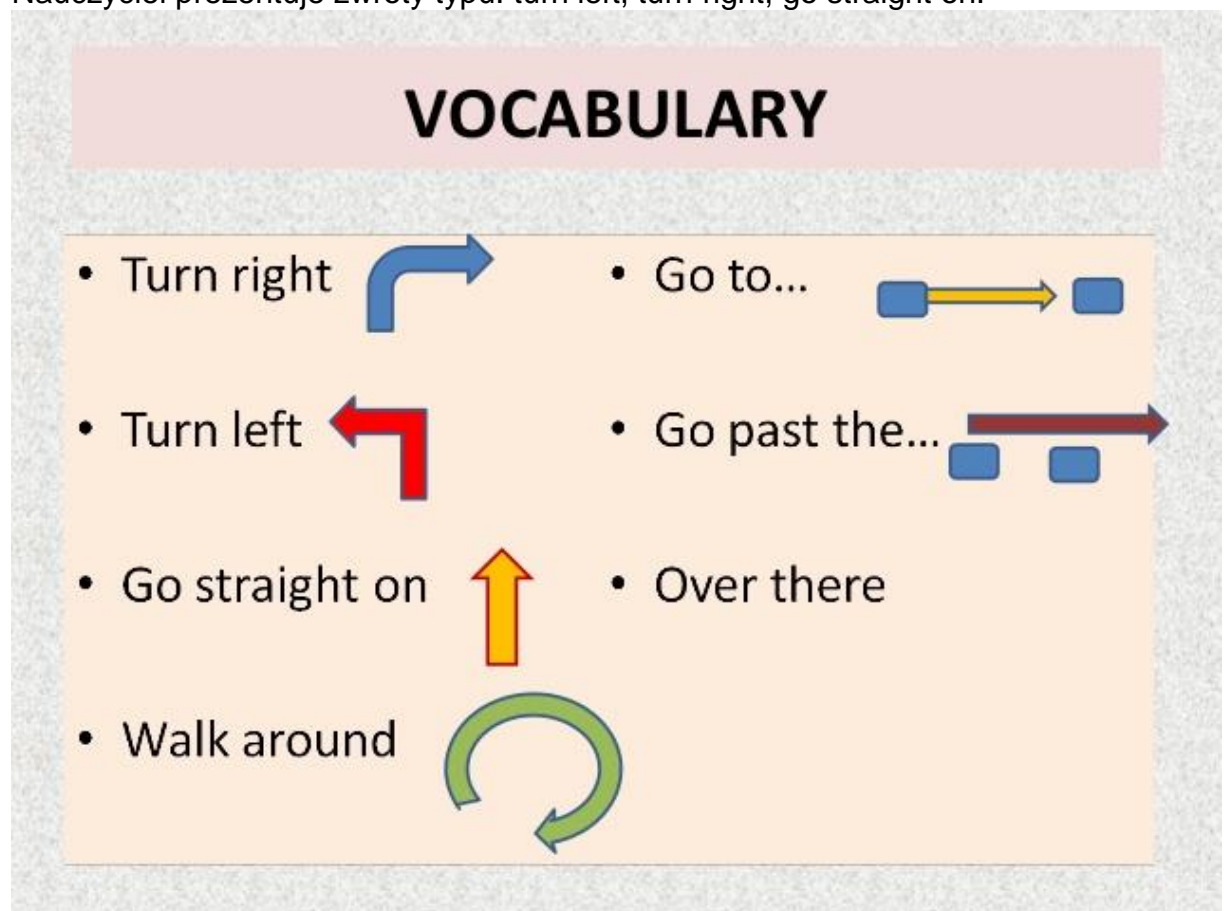 Nauczyciel prezentuje zwroty typu: turn left, turn right, go straight on.
VOCABULARY
• Turn right
• Turn left
• Go straight on
• Walk around
• Go to...
• Go past the...
• Over there